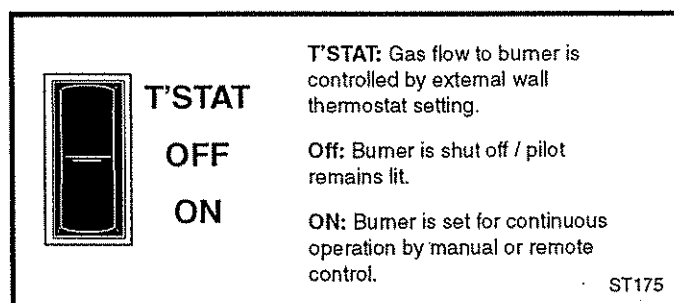 T'STAT
OFF
ON
T'STAT: Gas flow to burner is
controlled by external wall
thermostat setting.
Off: Burner is shut off / pilot
remains lit.
ON: Burner is set for continuous
operation by manual or remote
control.
ST175